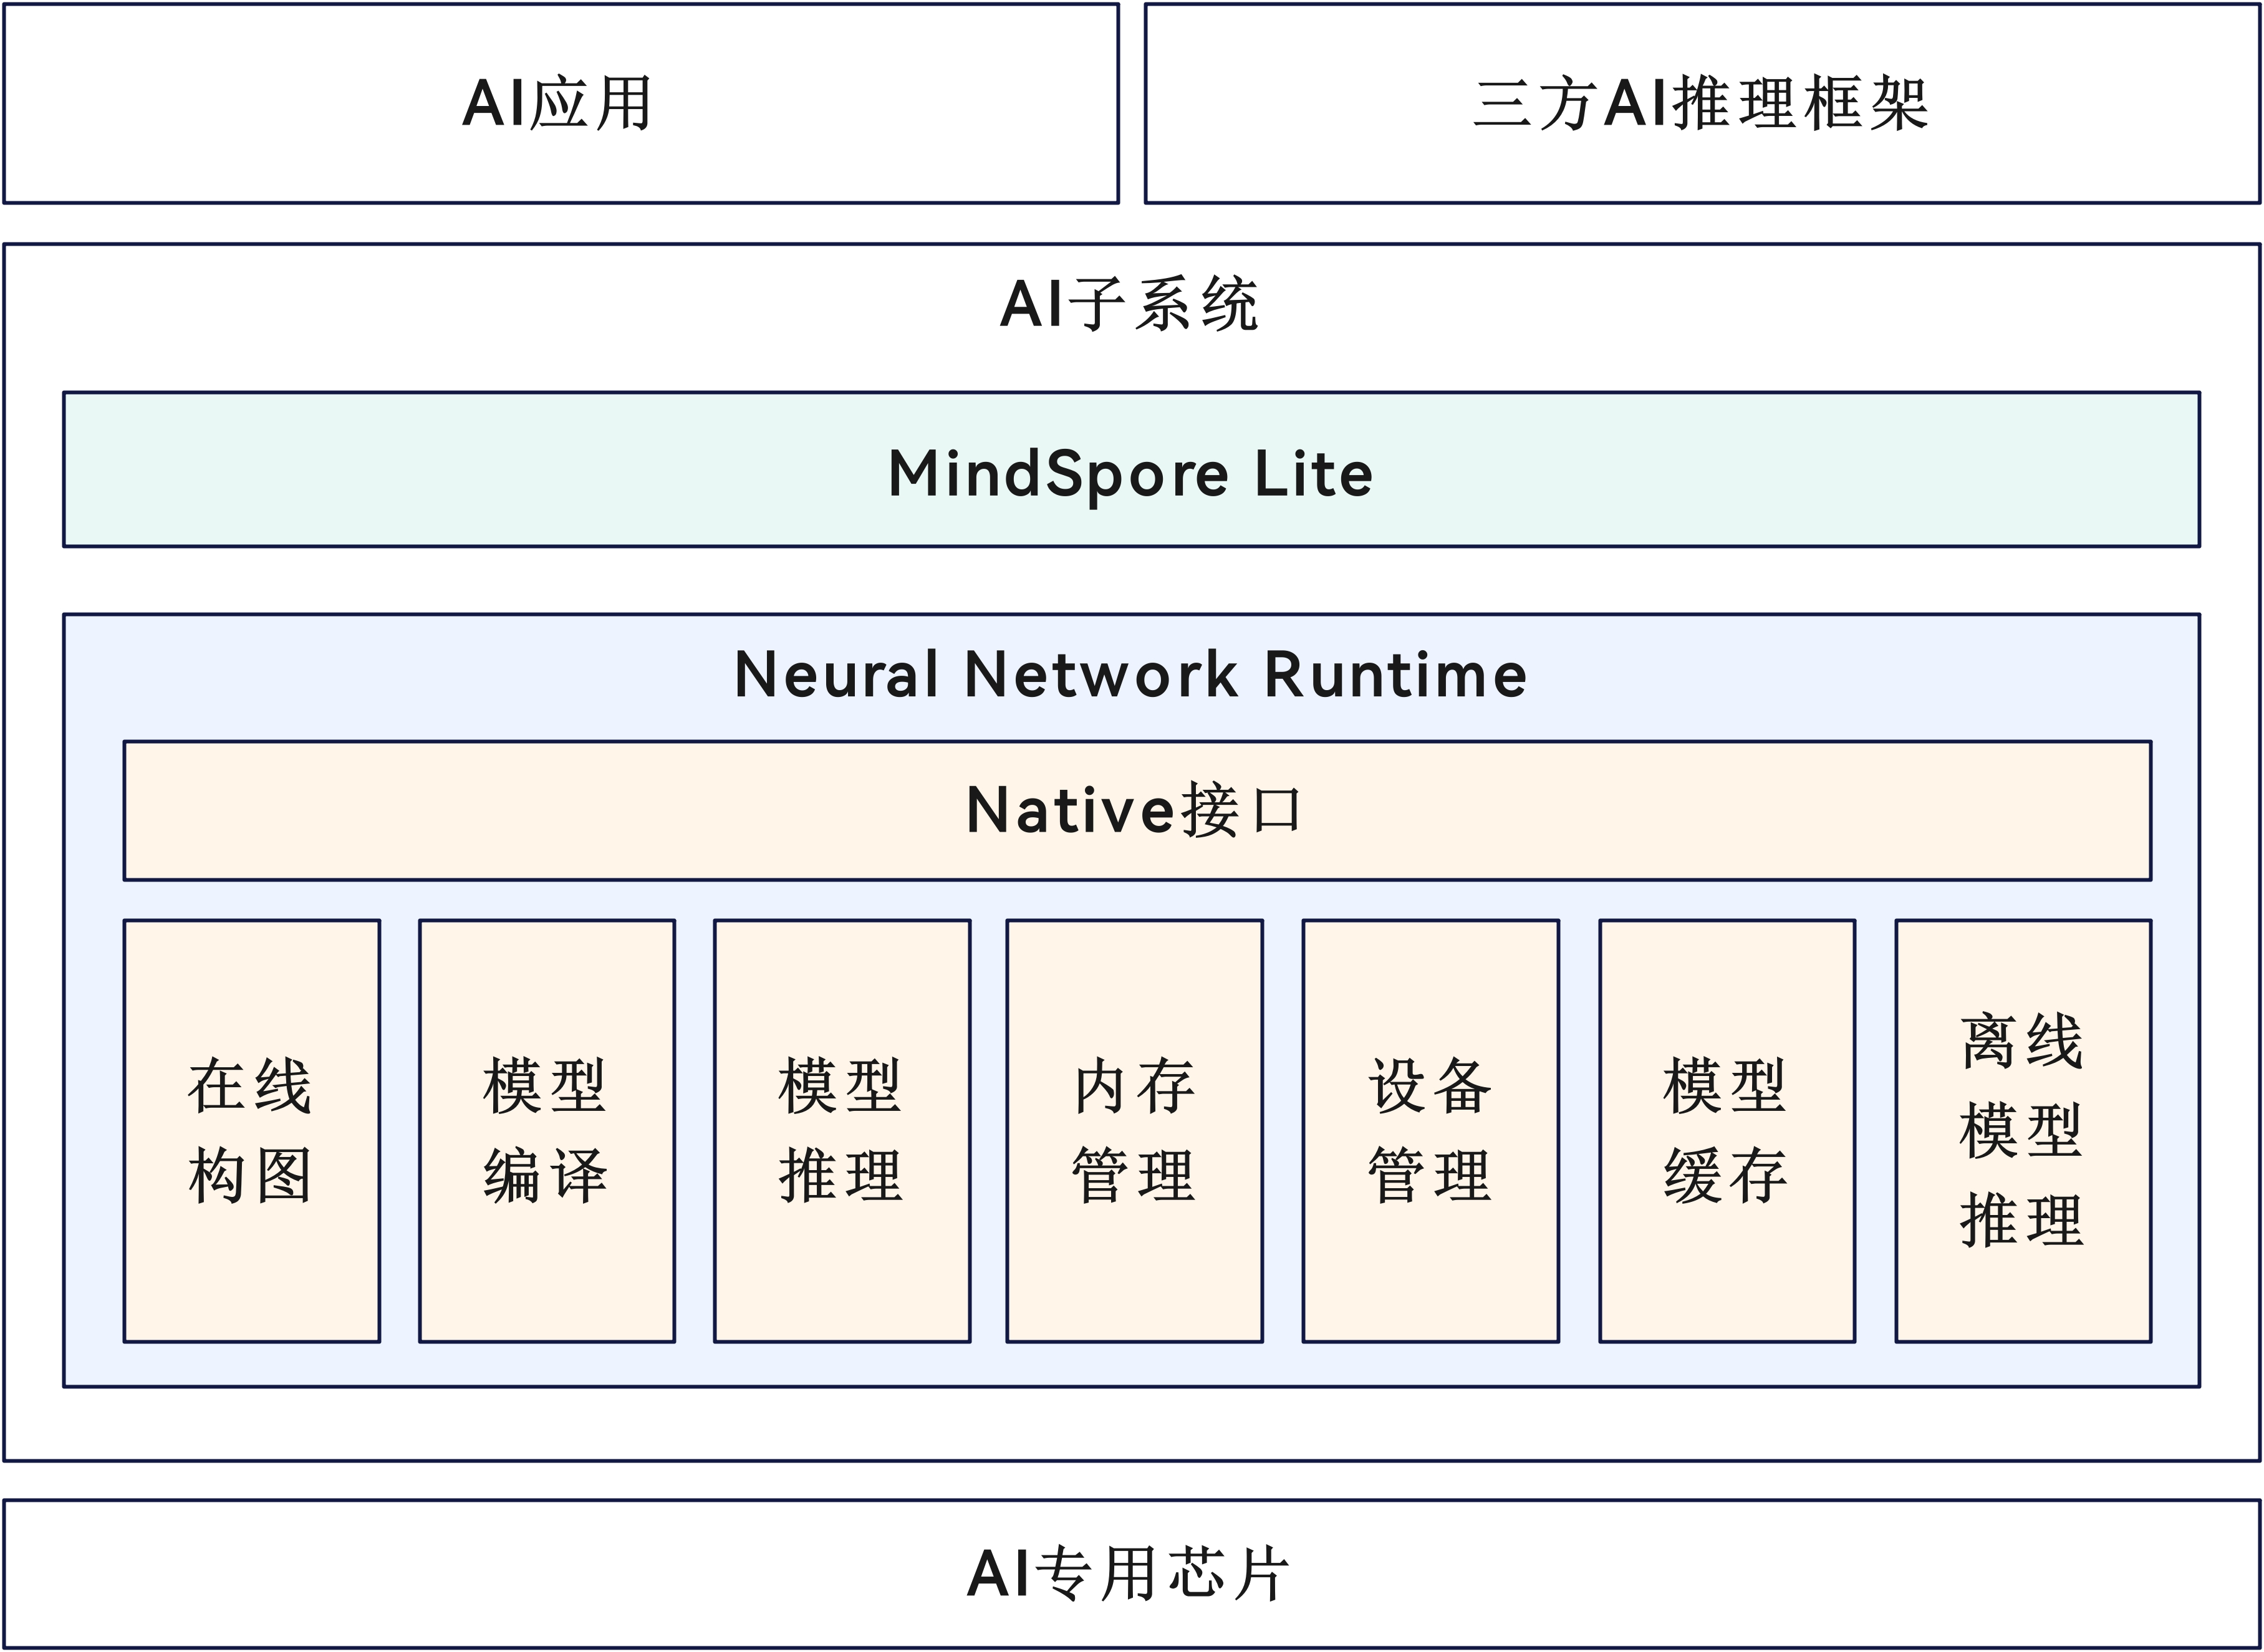 AI应用
三方AI推理框架
AI子系统
MindSpore Lite
Neural Network Runtime
Native接口
在线
构图
模型
编译
模型
推理
内存
管理
设备
管理
模型
缓存
离线
模型
推理
AI专用芯片